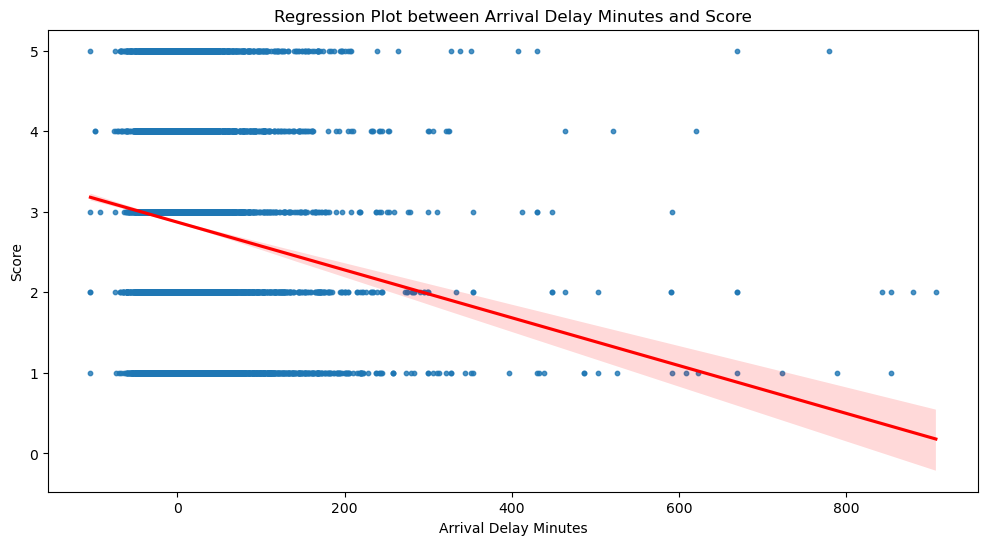 Regression Plot between Arrival Delay Minutes and Score
5
4
3
2
1
0
Score
0 200 400 600 800
Arrival Delay Minutes